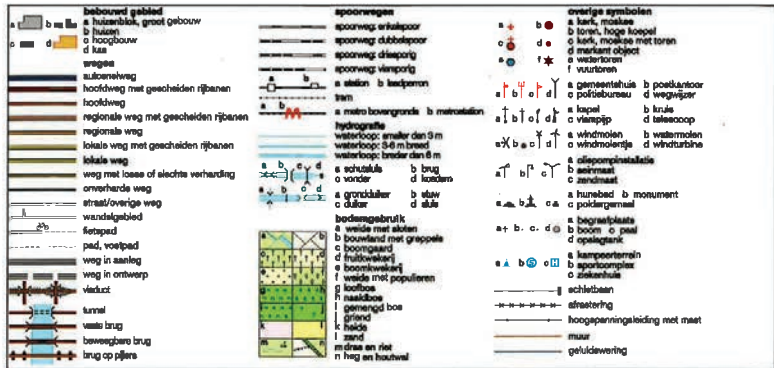 bebouwd gebied
a huizenblok, groot gebouw
b huizen
c hoogbouw
d kas
wegen
autosnelweg
hoofdweg met gescheiden rijbanen
hoofdweg
regionale weg met gescheiden rijbanen
regionale weg
lokale weg met gescheiden rijbanen
lokale weg
weg met losse of slechte verharding
onverharde weg
straat/overige weg
wandelgebied
fietspad
pad, voetpad
weg in aanleg
weg in ontwerp
viaduct
tunnel
vaste brug
beweegbare brug
brug op pijlers
spoorwegen
spoorweg: enkelspoor
spoorweg: dubbelspoor
spoorweg: driesporig
spoorweg: viersporig
a station b laadperron
tram
a metro bovengronds b metrostation
hydrografie
waterloop: smaller dan 3 m
waterloop: 3-6 m breed
waterloop: breder dan 6 m
a schutsluis b brug
c vonder d koedam
a grondduiker b stuw
c duiker d sluis
bodemgebruik
a weide met sloten
b bouwland met greppels
c boomgaard
d fruitkwekerij
e boomkwekerij
f weide met populieren
g loofbos
h naaldbos
i gemengd bos
j griend
k heide
l zand
m dras en riet
n heg en houtwal
overige symbolen
a kerk, moskee
b toren, hoge koepel
c kerk, moskee met toren
d markant object
e watertoren
f vuurtoren
a gemeentehuis b postkantoor
c politiebureau d wegwijzer
a kapel b kruis
c vlampijp d telescoop
a windmolen b watermolen
c windmolentje d windturbine
a oliepompinstallatie
b seinmast
c zendmast
a hunebed b monument
c poldergemaal
a begraafplaats
b boom c paal
d opslagtank
a kampeerterrein
b sportcomplex
c ziekenhuis
schietbaan
afrastering
hoogspanningsleiding met mast
muur
geluidswering